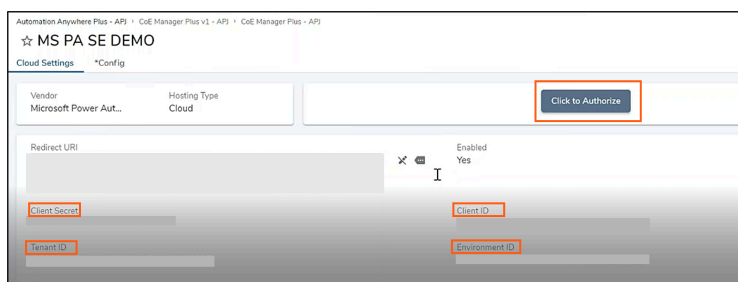 Automation Anywhere Plus - APJ › CoE Manager Plus v1 - APJ › CoE Manager Plus - APJ
☆ MS PA SE DEMO
Cloud Settings *Config
Vendor Hosting Type
Microsoft Power Aut... Cloud
Click to Authorize
Redirect URI Enabled
Yes
Client Secret Client ID
Tenant ID Environment ID